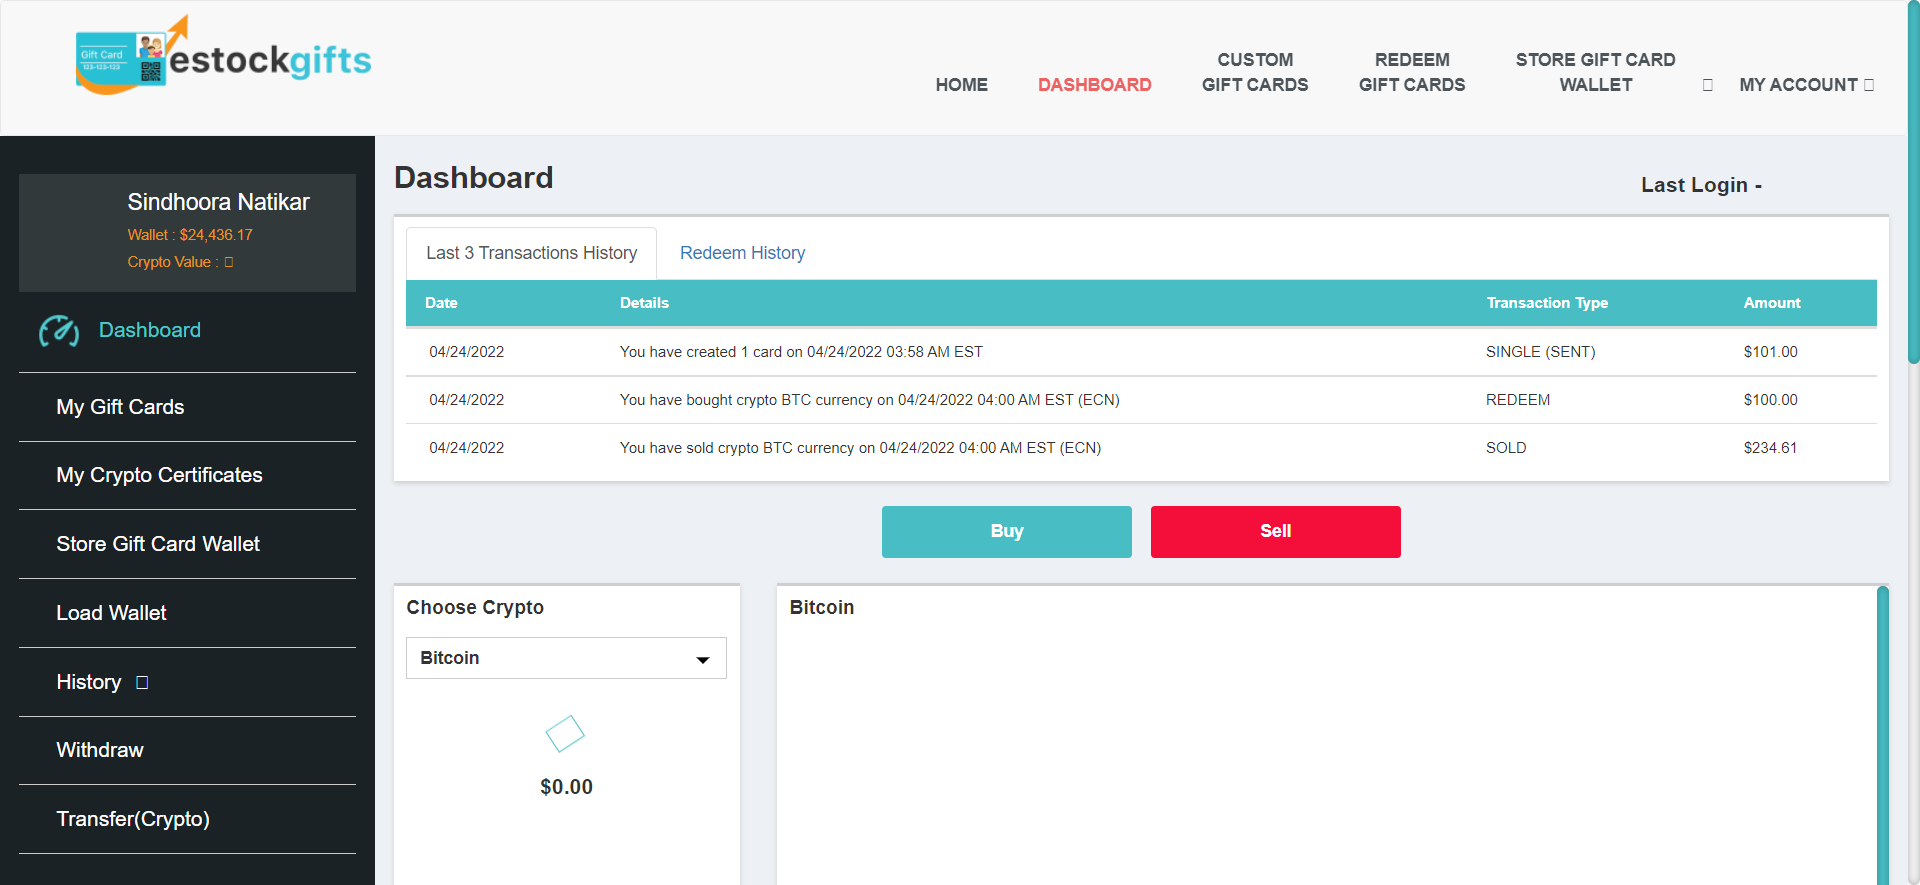 Gift Card
123-123-123
estockgifts
HOME
DASHBOARD
CUSTOM
GIFT CARDS
REDEEM
GIFT CARDS
STORE GIFT CARD
WALLET
MY ACCOUNT
Sindhoora Natikar
Wallet : $24,436.17
Crypto Value :
Dashboard
My Gift Cards
My Crypto Certificates
Store Gift Card Wallet
Load Wallet
History
Withdraw
Transfer(Crypto)
Dashboard
Last Login -
Last 3 Transactions History
Redeem History
Date Details Transaction Type Amount
04/24/2022 You have created 1 card on 04/24/2022 03:58 AM EST SINGLE (SENT) $101.00
04/24/2022 You have bought crypto BTC currency on 04/24/2022 04:00 AM EST (ECN) REDEEM $100.00
04/24/2022 You have sold crypto BTC currency on 04/24/2022 04:00 AM EST (ECN) SOLD $234.61
Buy
Sell
Choose Crypto
Bitcoin
$0.00
Bitcoin